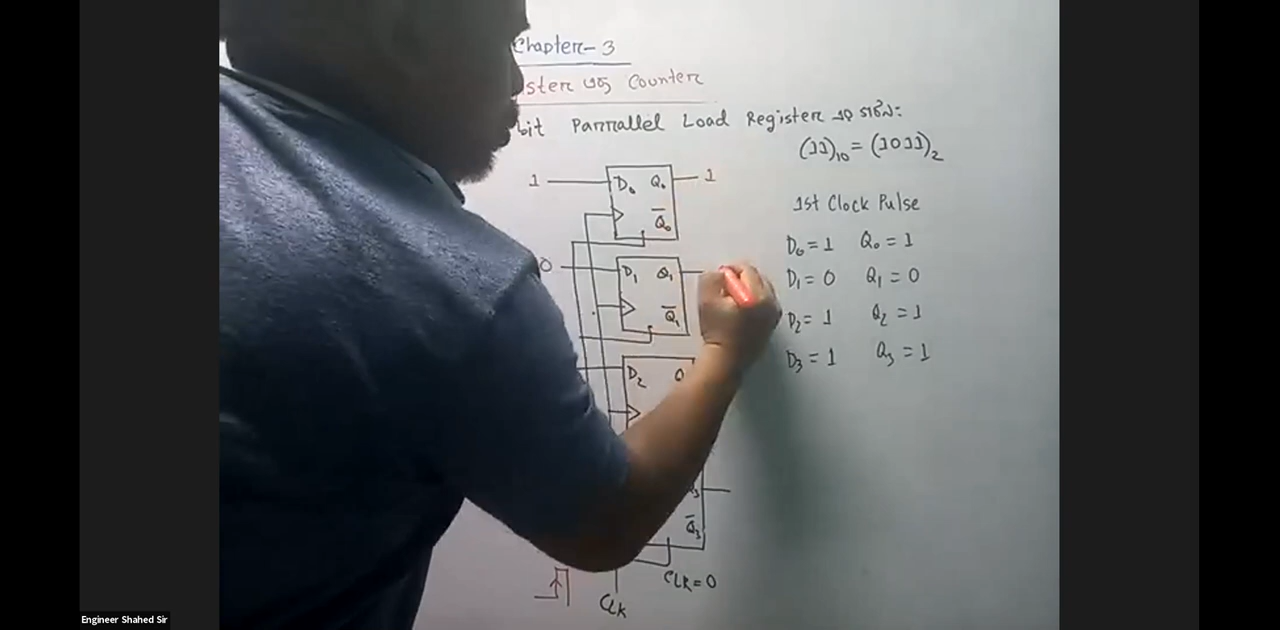 Chapter-3
ster এবং Counter
bit Parrallel Load Register এর গঠন:
(11)10 = (1011)2
1 D0 Q0 1
Q̅0
0 D1 Q1
Q̅1
D2
Q̅3
CLK=0
CLK
1st Clock Pulse
D0 = 1 Q0 = 1
D1 = 0 Q1 = 0
D2 = 1 Q2 = 1
D3 = 1 Q3 = 1
Engineer Shahed Sir